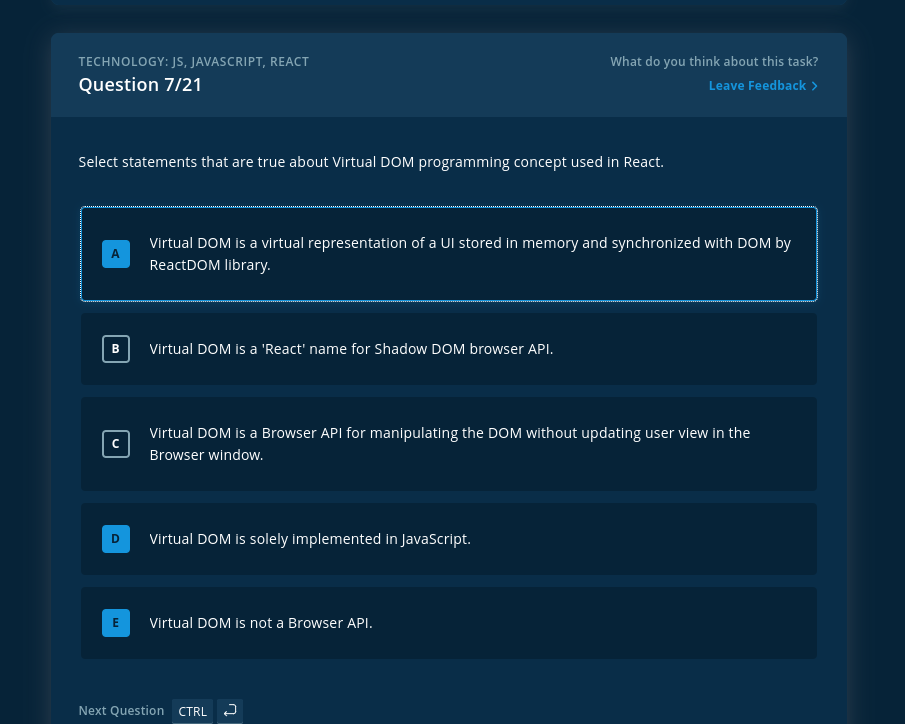 TECHNOLOGY: JS, JAVASCRIPT, REACT
What do you think about this task?
Question 7/21
Leave Feedback >
Select statements that are true about Virtual DOM programming concept used in React.
A
Virtual DOM is a virtual representation of a UI stored in memory and synchronized with DOM by
ReactDOM library.
B
Virtual DOM is a 'React' name for Shadow DOM browser API.
C
Virtual DOM is a Browser API for manipulating the DOM without updating user view in the
Browser window.
D
Virtual DOM is solely implemented in JavaScript.
E
Virtual DOM is not a Browser API.
Next Question CTRL